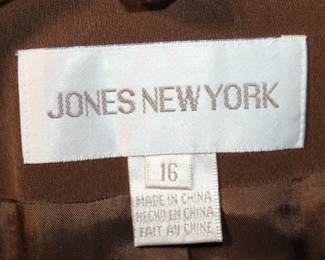 JONES NEW YORK
16
MADE IN CHINA
HECHO EN CHINA
FAIT AU CHINE